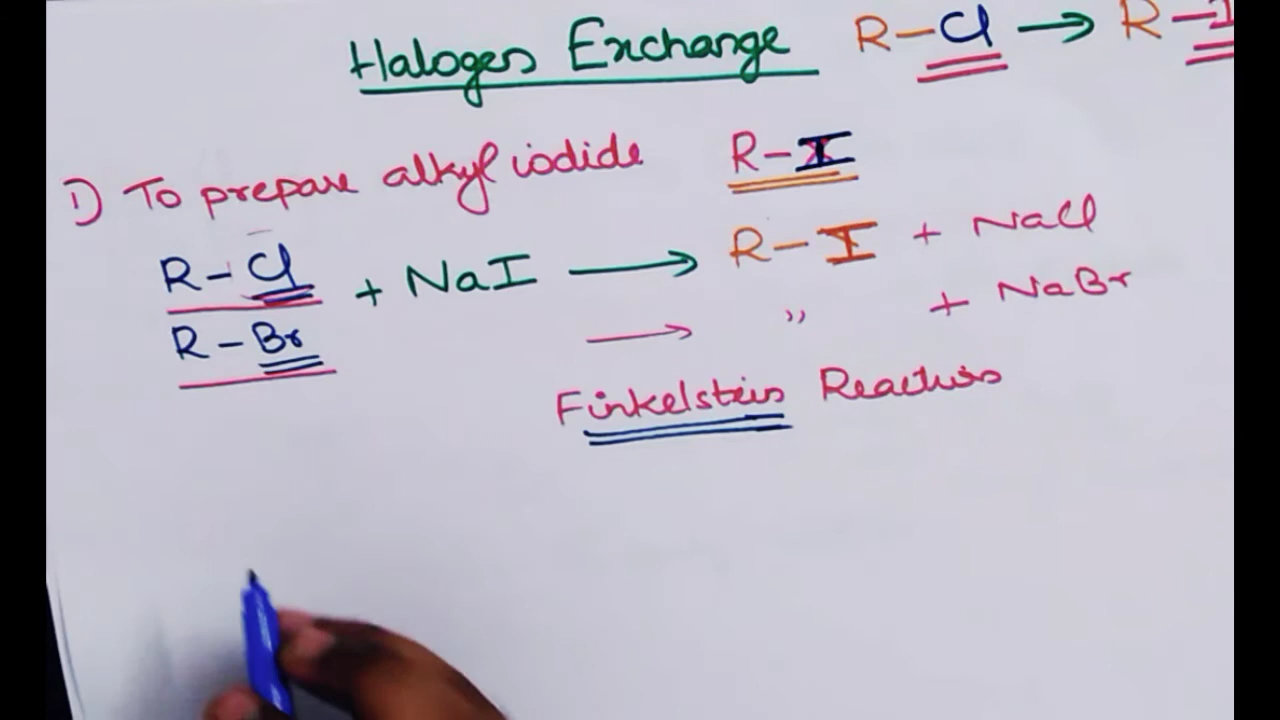 Halogen Exchange R-Cl → R-I
1) To prepare alkyl iodide R-I
R-Cl + NaI → R-I + NaCl
R-Br → " + NaBr
Finkelstein Reaction